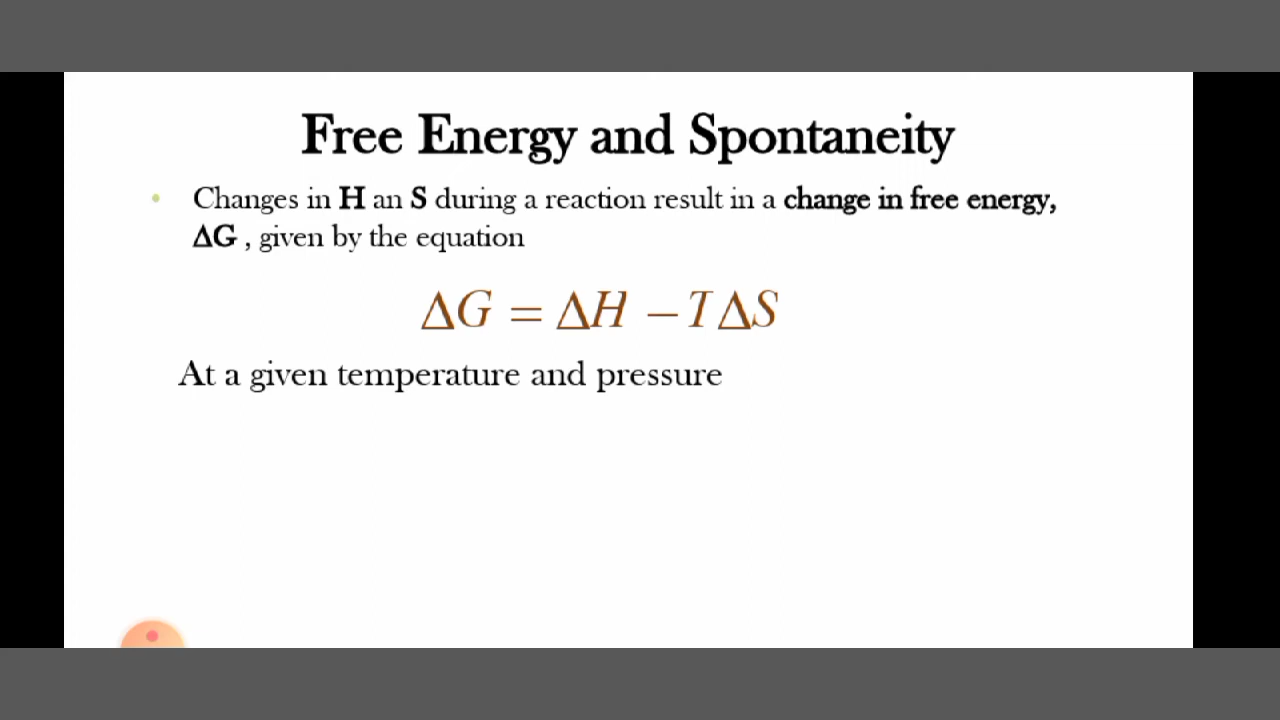 Free Energy and Spontaneity
• Changes in H an S during a reaction result in a change in free energy,
ΔG , given by the equation
ΔG = ΔH – TΔS
At a given temperature and pressure